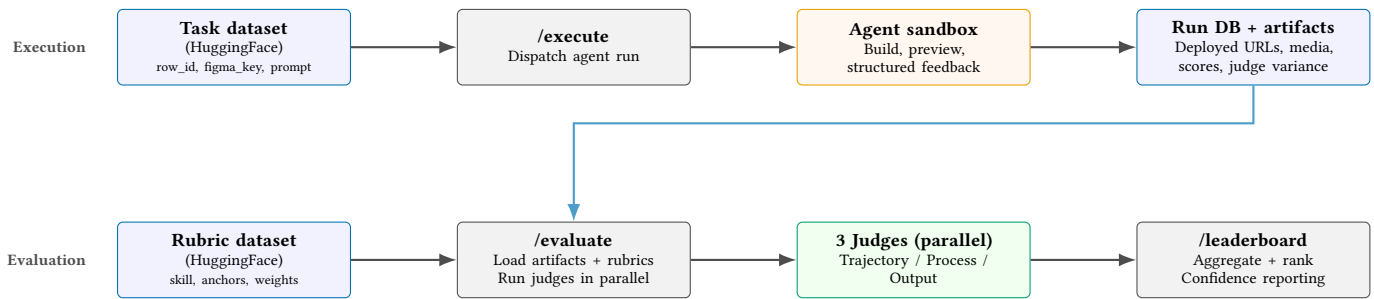 Execution
Task dataset
(HuggingFace)
row_id, figma_key, prompt
/execute
Dispatch agent run
Agent sandbox
Build, preview,
structured feedback
Run DB + artifacts
Deployed URLs, media,
scores, judge variance
Evaluation
Rubric dataset
(HuggingFace)
skill, anchors, weights
/evaluate
Load artifacts + rubrics
Run judges in parallel
3 Judges (parallel)
Trajectory / Process /
Output
/leaderboard
Aggregate + rank
Confidence reporting